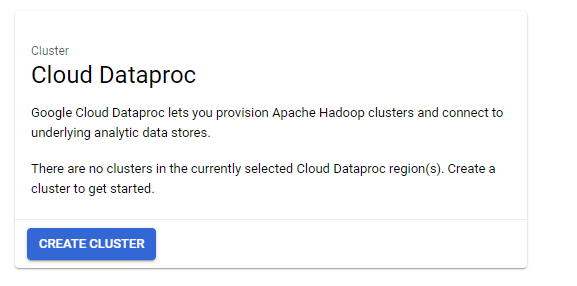 Cluster
Cloud Dataproc
Google Cloud Dataproc lets you provision Apache Hadoop clusters and connect to
underlying analytic data stores.
There are no clusters in the currently selected Cloud Dataproc region(s). Create a
cluster to get started.
CREATE CLUSTER